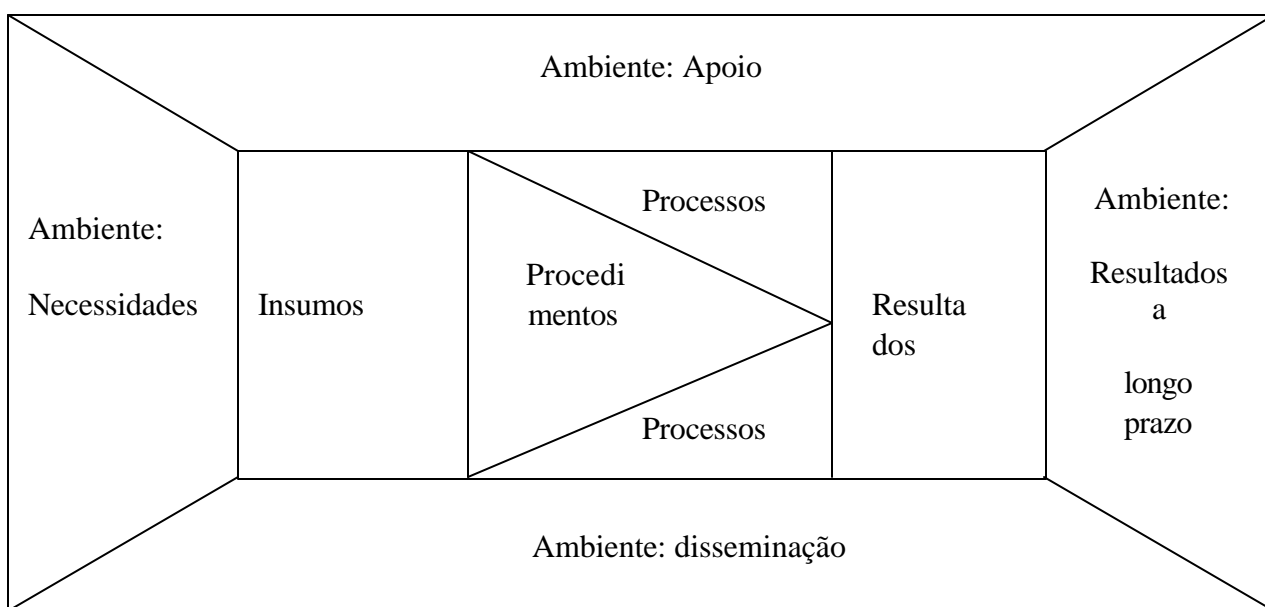 Ambiente: Apoio
Ambiente:
Necessidades
Insumos
Processos
Procedi
mentos
Processos
Resulta
dos
Ambiente:
Resultados
a
longo
prazo
Ambiente: disseminação